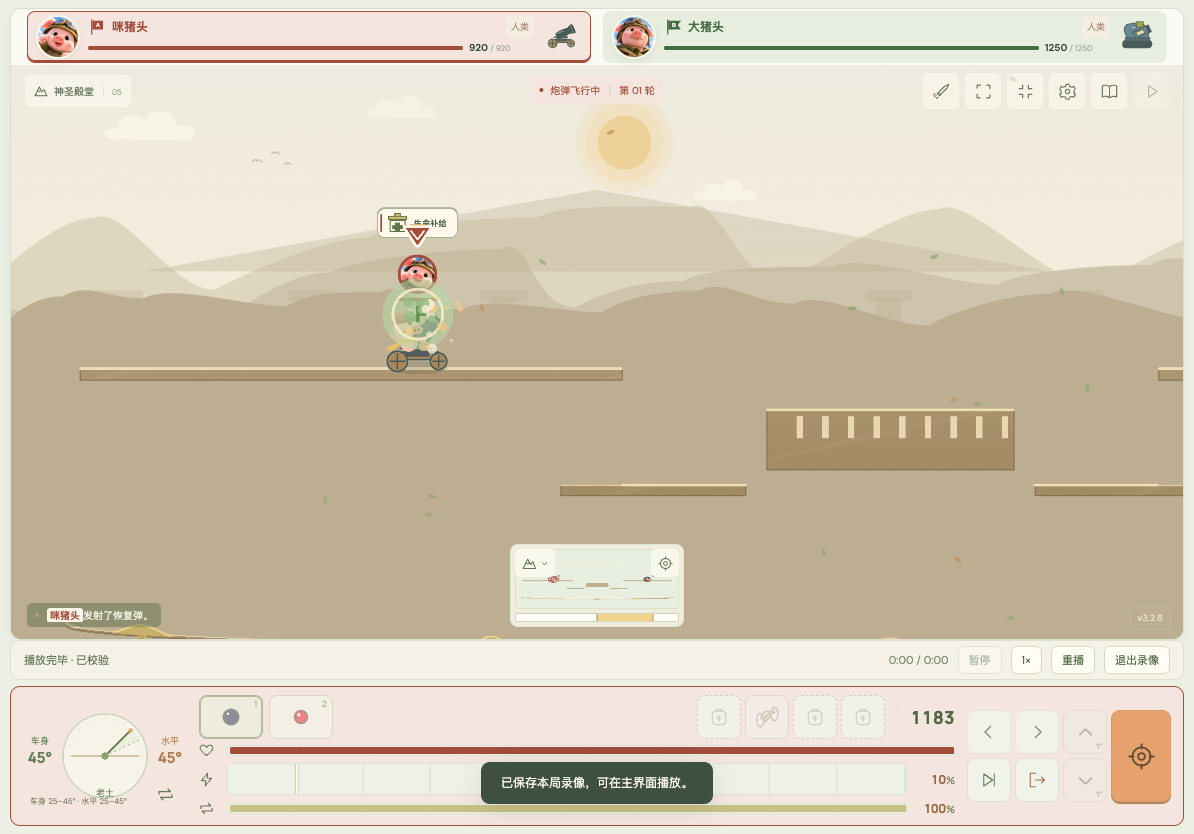 咪猪头
人类
920 / 920
大猪头
人类
1250 / 1250
神圣殿堂 05
炮弹飞行中 第 01 轮
生命补给
咪猪头发射了恢复弹。
v3.2.8
播放完毕 · 已校验
0:00 / 0:00
暂停
1×
重播
退出录像
车身
45°
水平
45°
老土
车身 25–45° · 水平 25–45°
1
2
1183
10%
100%
1°
1°
已保存本局录像，可在主界面播放。